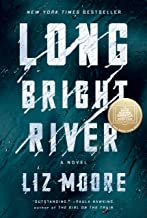 NEW YORK TIMES BESTSELLER
LONG
BRIGHT
RIVER
A NOVEL
LIZ MOORE
"OUTSTANDING." —PAULA HAWKINS,
AUTHOR OF THE GIRL ON THE TRAIN